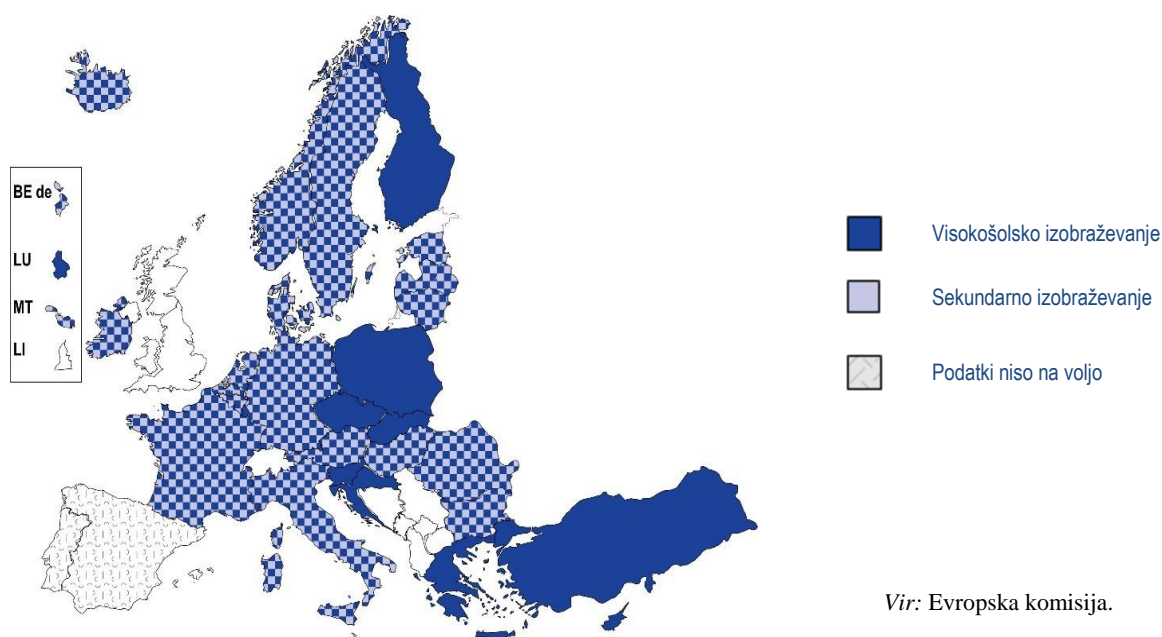 BE de
LU
MT
LI
Visokošolsko izobraževanje
Sekundarno izobraževanje
Podatki niso na voljo
Vir: Evropska komisija.